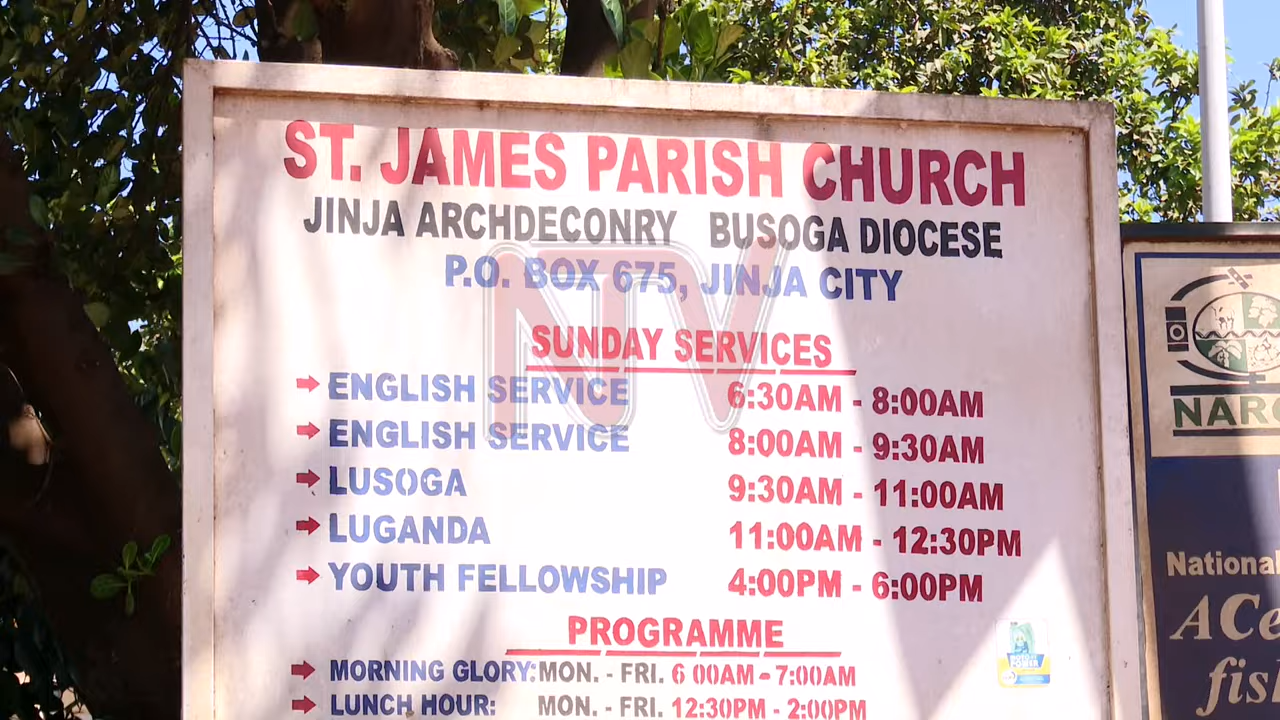 ST. JAMES PARISH CHURCH
JINJA ARCHDECONRY BUSOGA DIOCESE
P.O. BOX 675, JINJA CITY
NTV
SUNDAY SERVICES
ENGLISH SERVICE 6:30AM - 8:00AM
ENGLISH SERVICE 8:00AM - 9:30AM
LUSOGA 9:30AM - 11:00AM
LUGANDA 11:00AM - 12:30PM
YOUTH FELLOWSHIP 4:00PM - 6:00PM
PROGRAMME
MORNING GLORY: MON. - FRI. 6 00AM - 7:00AM
LUNCH HOUR: MON. - FRI. 12:30PM - 2:00PM
National